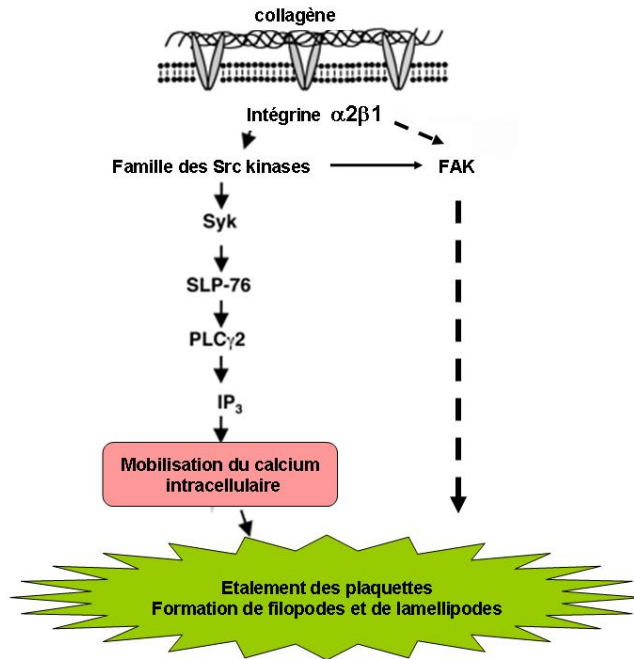 collagène
Intégrine α2β1
Famille des Src kinases
FAK
Syk
SLP-76
PLCγ2
IP₃
Mobilisation du calcium
intracellulaire
Etalement des plaquettes
Formation de filopodes et de lamellipodes